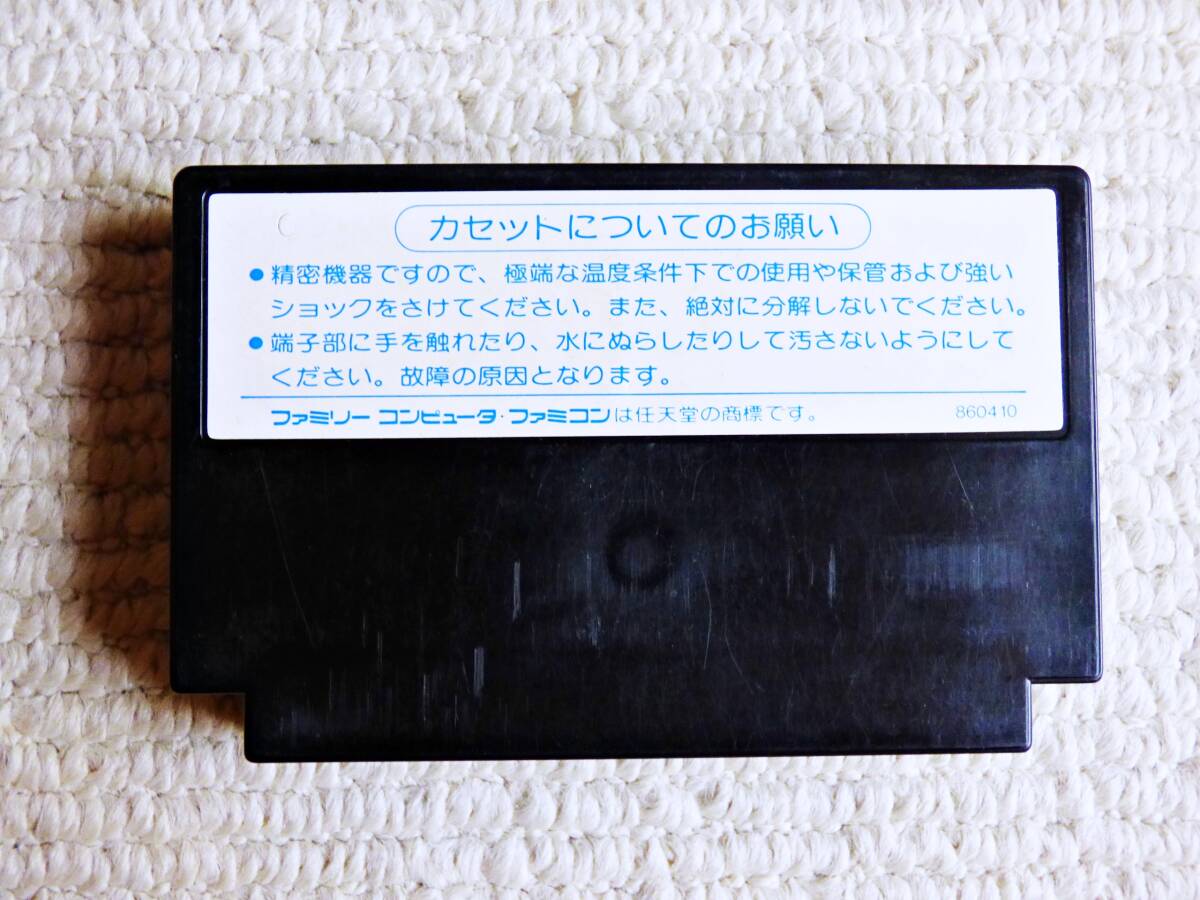 カセットについてのお願い
●精密機器ですので、極端な温度条件下での使用や保管および強い
ショックをさけてください。また、絶対に分解しないでください。
●端子部に手を触れたり、水にぬらしたりして汚さないようにして
ください。故障の原因となります。
ファミリー コンピュータ・ファミコンは任天堂の商標です。 860410